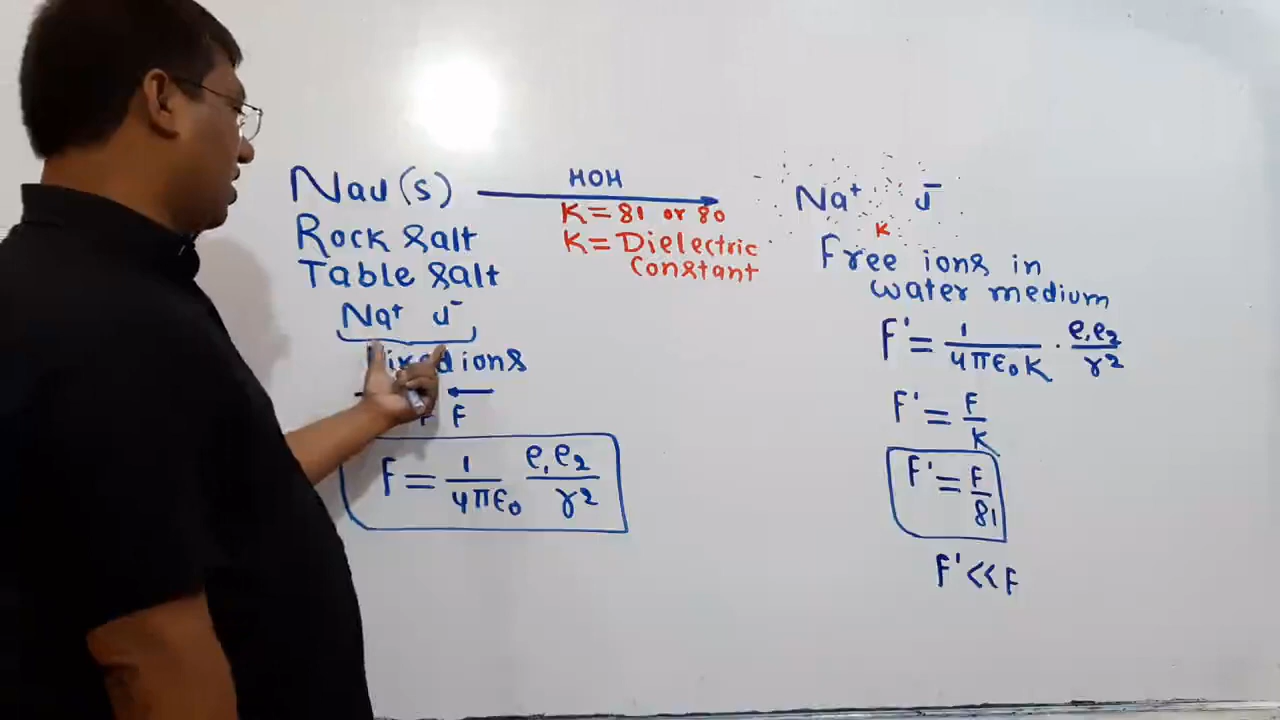 NaCl (s)
Rock Salt
Table Salt
Na⁺ Cl⁻
Fixed ions
F F
F = 1/4πε₀ e₁e₂/r²
HOH
K = 81 or 80
K = Dielectric
Constant
Na⁺ Cl⁻
K
Free ions in
water medium
F' = 1/4πε₀K · e₁e₂/r²
F' = F/K
F' = F/81
F' << F